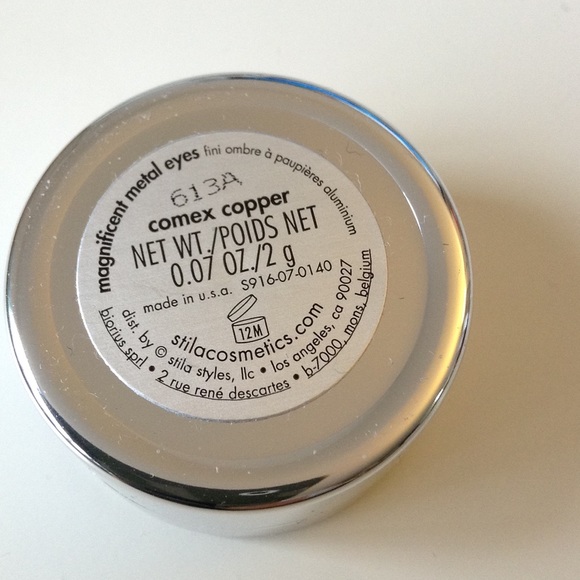 magnificent metal eyes fini ombre à paupières aluminium
613A
comex copper
NET WT./POIDS NET
0.07 OZ./2 g
made in u.s.a. S916-07-0140
12M
stilacosmetics.com
dist. by © stila styles, llc • los angeles, ca 90027
biorius sprl • 2 rue rené descartes • b-7000, mons, belgium